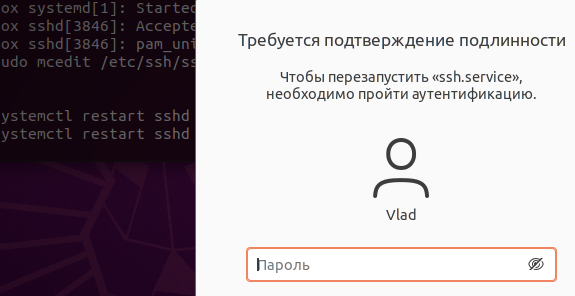 ox systemd[1]: Started
ox sshd[3846]: Accepte
ox sshd[3846]: pam_uni
udo mcedit /etc/ssh/ss
ystemctl restart sshd
ystemctl restart sshd
Требуется подтверждение подлинности
Чтобы перезапустить «ssh.service»,
необходимо пройти аутентификацию.
Vlad
Пароль